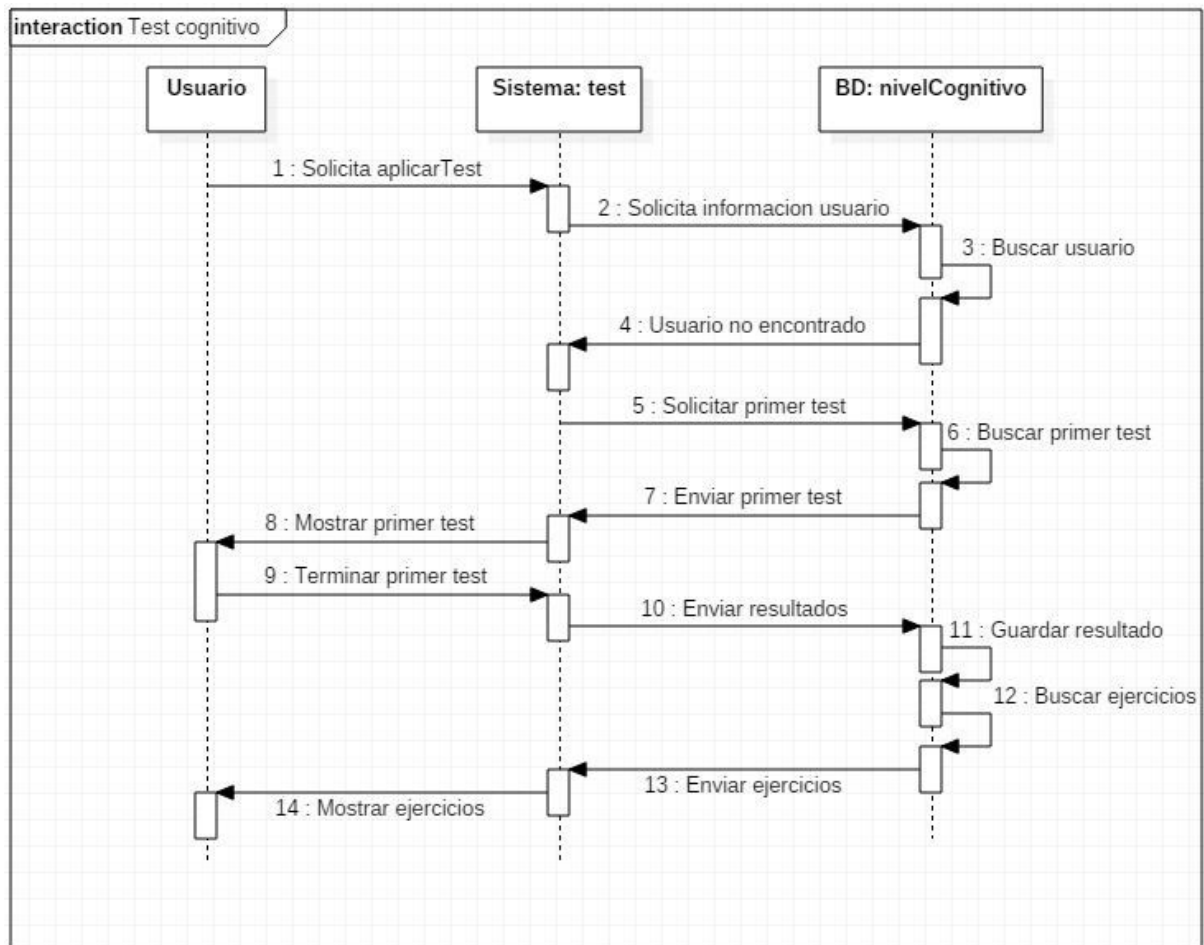 interaction Test cognitivo
Usuario
Sistema: test
BD: nivelCognitivo
1 : Solicita aplicarTest
2 : Solicita informacion usuario
3 : Buscar usuario
4 : Usuario no encontrado
5 : Solicitar primer test
6 : Buscar primer test
7 : Enviar primer test
8 : Mostrar primer test
9 : Terminar primer test
10 : Enviar resultados
11 : Guardar resultado
12 : Buscar ejercicios
13 : Enviar ejercicios
14 : Mostrar ejercicios